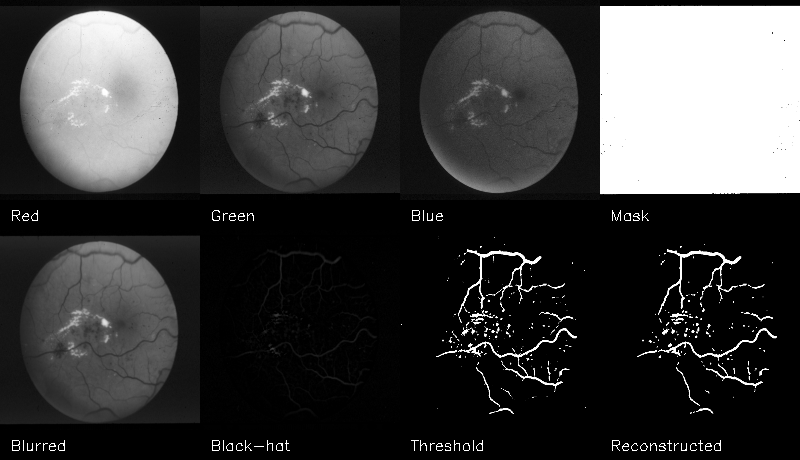 Red
Green
Blue
Mask
Blurred
Black-hat
Threshold
Reconstructed